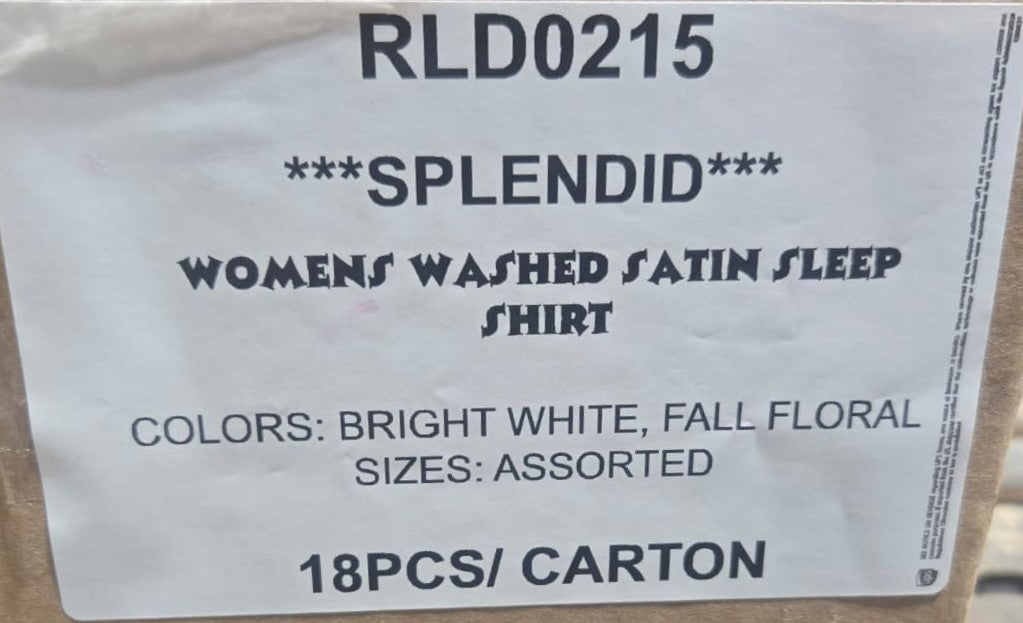 RLD0215
***SPLENDID***
WOMENS WASHED SATIN SLEEP
SHIRT
COLORS: BRIGHT WHITE, FALL FLORAL
SIZES: ASSORTED
18PCS/ CARTON